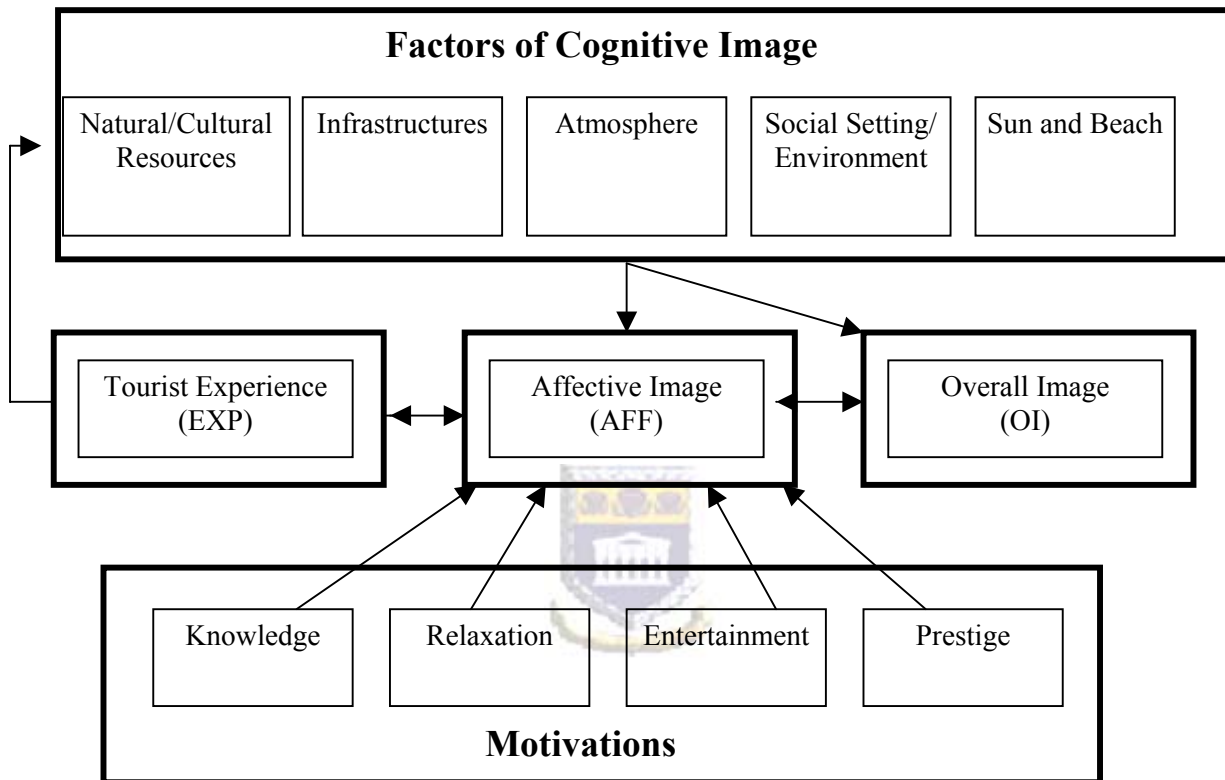 Factors of Cognitive Image
Natural/Cultural
Resources
Infrastructures
Atmosphere
Social Setting/
Environment
Sun and Beach
Tourist Experience
(EXP)
Affective Image
(AFF)
Overall Image
(OI)
Knowledge
Relaxation
Entertainment
Prestige
Motivations